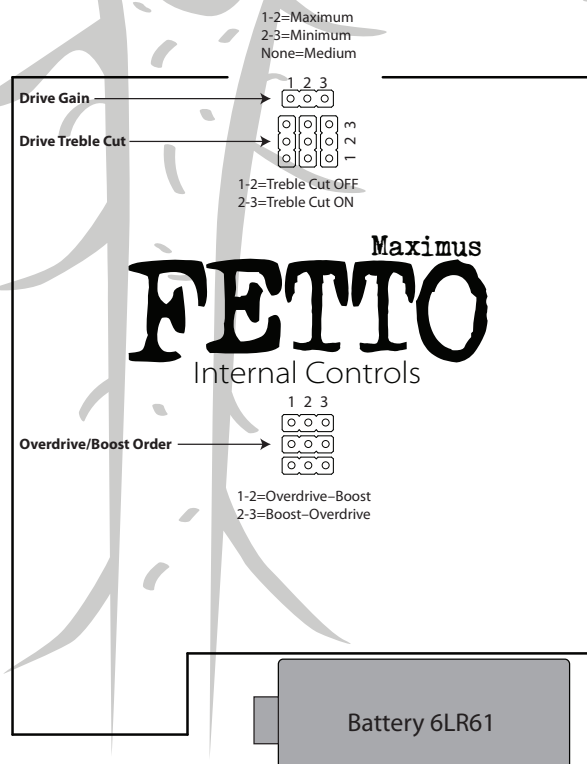 1-2=Maximum
2-3=Minimum
None=Medium
1 2 3
Drive Gain
Drive Treble Cut
3
2
1
1-2=Treble Cut OFF
2-3=Treble Cut ON
Maximus
FETTO
Internal Controls
1 2 3
Overdrive/Boost Order
1-2=Overdrive–Boost
2-3=Boost–Overdrive
Battery 6LR61